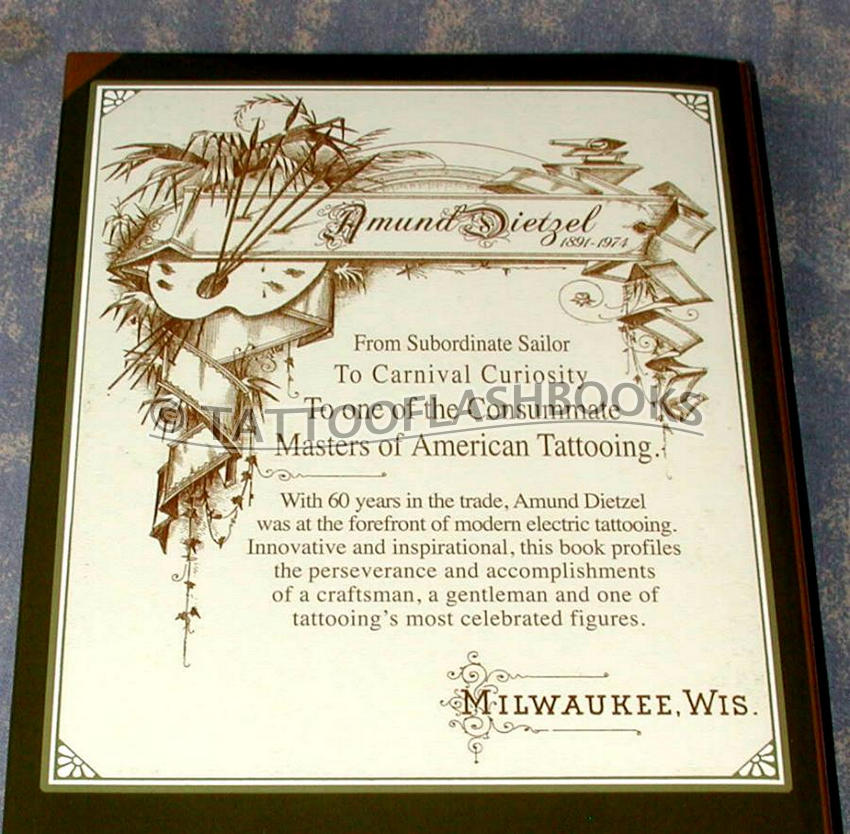 Amund Dietzel
1891-1974
From Subordinate Sailor
To Carnival Curiosity
To one of the Consummate
Masters of American Tattooing.
© TATTOOFLASHBOOKS
With 60 years in the trade, Amund Dietzel
was at the forefront of modern electric tattooing.
Innovative and inspirational, this book profiles
the perseverance and accomplishments
of a craftsman, a gentleman and one of
tattooing's most celebrated figures.
MILWAUKEE, WIS.